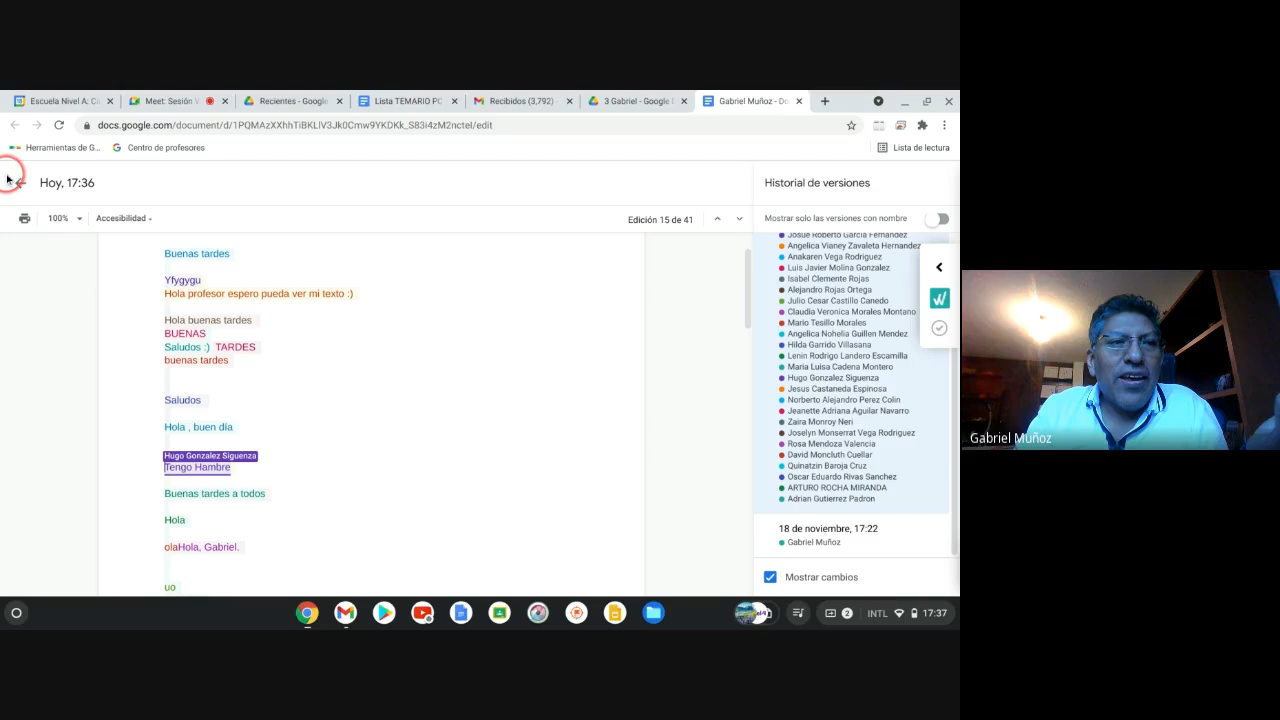 Escuela Nivel A: C
Meet: Sesión V
Recientes - Google
Lista TEMARIO PC
Recibidos (3,792) -
3 Gabriel - Google
Gabriel Muñoz - Do
docs.google.com/document/d/1PQMAzXXhhTiBKLlV3Jk0Cmw9YKDKk_S83i4zM2ncteI/edit
Herramientas de G...
Centro de profesores
Lista de lectura
Hoy, 17:36
Historial de versiones
100%
Accesibilidad
Edición 15 de 41
Mostrar solo las versiones con nombre
Buenas tardes
Yfygygu
Hola profesor espero pueda ver mi texto :)
Hola buenas tardes
BUENAS
Saludos :) TARDES
buenas tardes
Saludos
Hola , buen día
Hugo Gonzalez Siguenza
Tengo Hambre
Buenas tardes a todos
Hola
olaHola, Gabriel.
uo
Josue Roberto Garcia Fernandez
Angelica Vianey Zavaleta Hernandez
Anakaren Vega Rodriguez
Luis Javier Molina Gonzalez
Isabel Clemente Rojas
Alejandro Rojas Ortega
Julio Cesar Castillo Canedo
Claudia Veronica Morales Montano
Mario Tesillo Morales
Angelica Nohelia Guillen Mendez
Hilda Garrido Villasana
Lenin Rodrigo Landero Escamilla
Maria Luisa Cadena Montero
Hugo Gonzalez Siguenza
Jesus Castaneda Espinosa
Norberto Alejandro Perez Colin
Jeanette Adriana Aguilar Navarro
Zaira Monroy Neri
Joselyn Monserrat Vega Rodriguez
Rosa Mendoza Valencia
David Moncluth Cuellar
Quinatzin Baroja Cruz
Oscar Eduardo Rivas Sanchez
ARTURO ROCHA MIRANDA
Adrian Gutierrez Padron
18 de noviembre, 17:22
Gabriel Muñoz
Mostrar cambios
2
INTL
17:37
Gabriel Muñoz